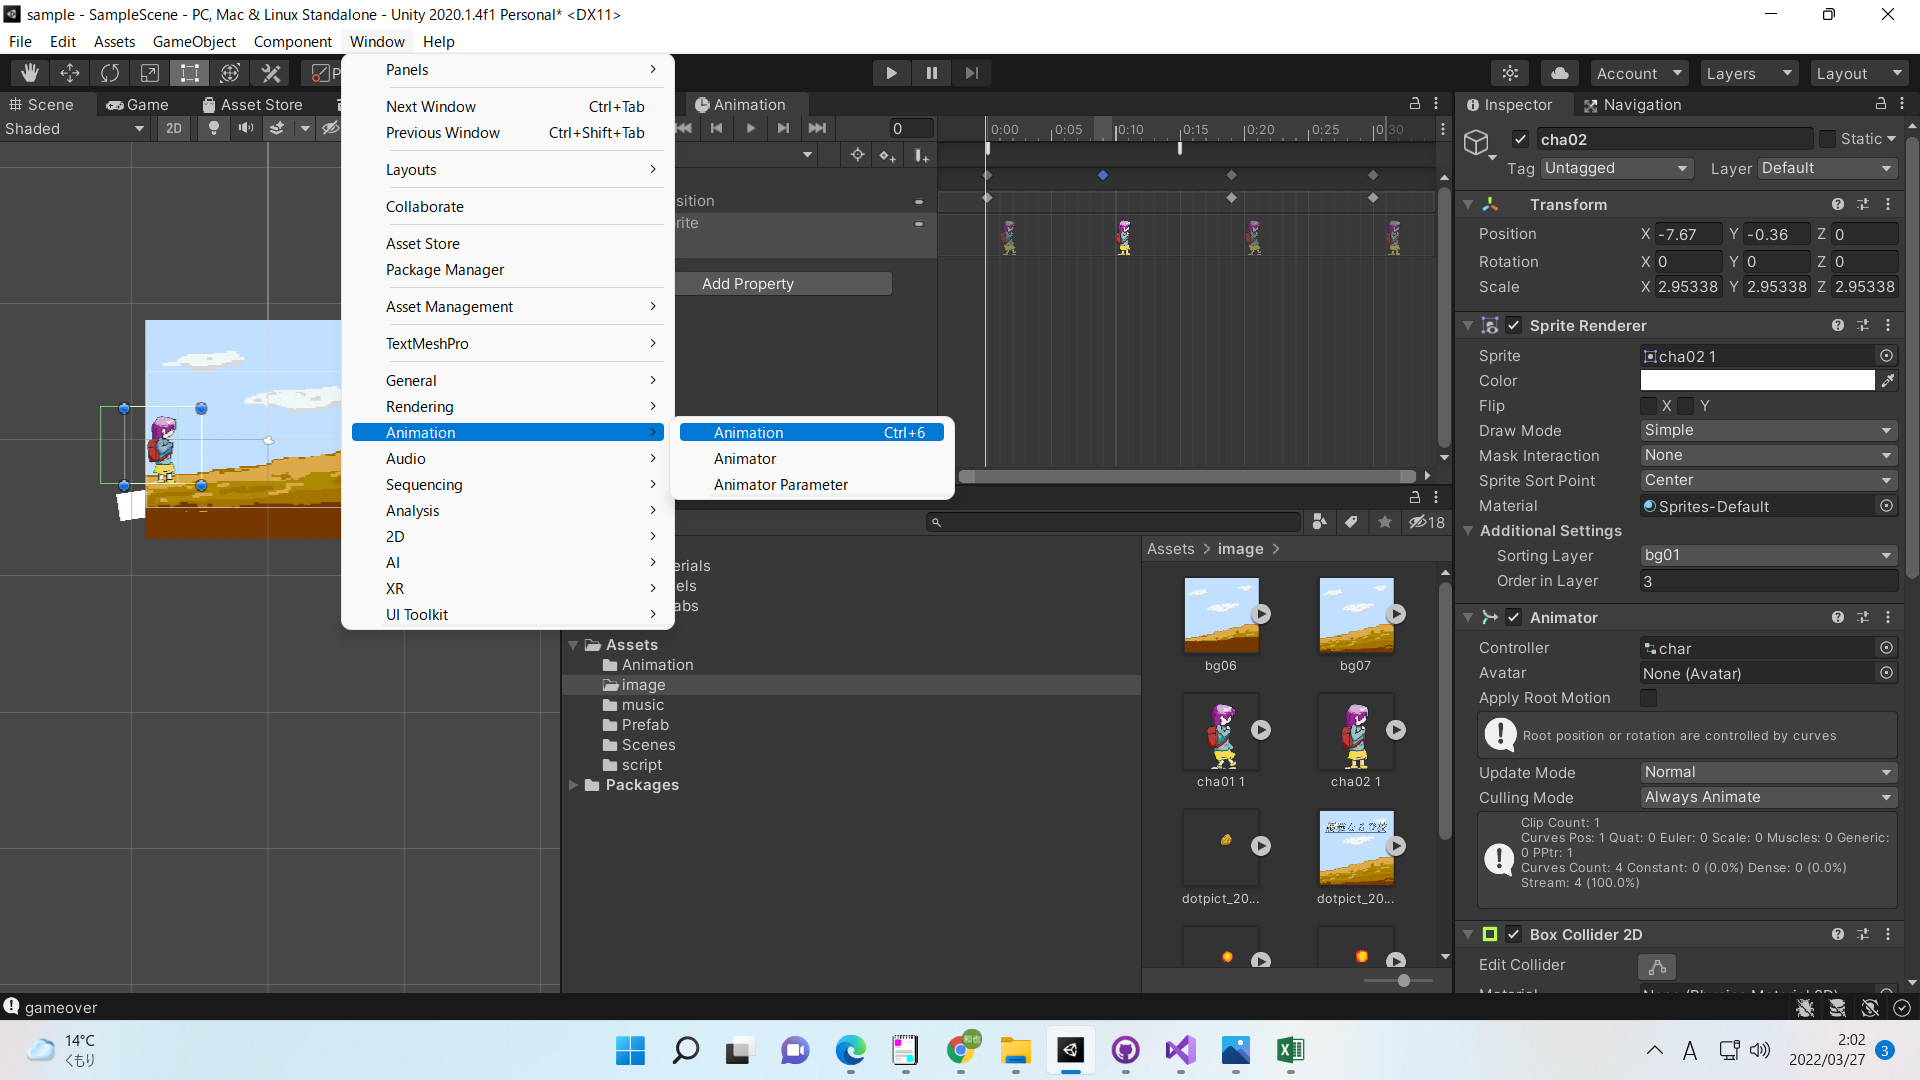 sample - SampleScene - PC, Mac & Linux Standalone - Unity 2020.1.4f1 Personal* <DX11>
File Edit Assets GameObject Component Window Help
Account Layers Layout
Scene Game Asset Store
Animation
Inspector Navigation
Shaded 2D
0
0:00 0:05 0:10 0:15 0:20 0:25 0:30
Panels
Next Window Ctrl+Tab
Previous Window Ctrl+Shift+Tab
Layouts
Collaborate
Asset Store
Package Manager
Asset Management
TextMeshPro
General
Rendering
Animation
Audio
Sequencing
Analysis
2D
AI
XR
UI Toolkit
Animation Ctrl+6
Animator
Animator Parameter
sition
rite
Add Property
18
erials
els
abs
Assets
Animation
image
music
Prefab
Scenes
script
Packages
Assets > image >
bg06 bg07
cha01 1 cha02 1
dotpict_20... dotpict_20...
cha02 Static
Tag Untagged Layer Default
Transform
Position X -7.67 Y -0.36 Z 0
Rotation X 0 Y 0 Z 0
Scale X 2.95338 Y 2.95338 Z 2.95338
Sprite Renderer
Sprite cha02 1
Color
Flip X Y
Draw Mode Simple
Mask Interaction None
Sprite Sort Point Center
Material Sprites-Default
Additional Settings
Sorting Layer bg01
Order in Layer 3
Animator
Controller char
Avatar None (Avatar)
Apply Root Motion
Root position or rotation are controlled by curves
Update Mode Normal
Culling Mode Always Animate
Clip Count: 1
Curves Pos: 1 Quat: 0 Euler: 0 Scale: 0 Muscles: 0 Generic:
0 PPtr: 1
Curves Count: 4 Constant: 0 (0.0%) Dense: 0 (0.0%)
Stream: 4 (100.0%)
Box Collider 2D
Edit Collider
gameover
14°C
くもり
A
2:02
2022/03/27
3